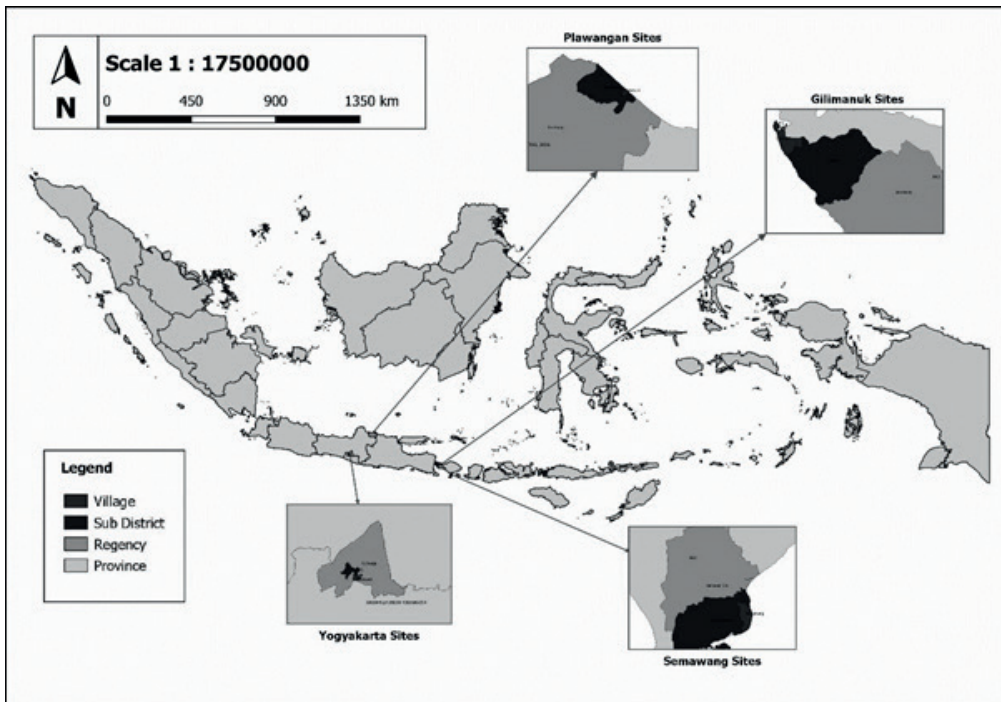 Scale 1 : 17500000
N
0 450 900 1350 km
Plawangan Sites
Gilimanuk Sites
Legend
Village
Sub District
Regency
Province
Yogyakarta Sites
Semawang Sites